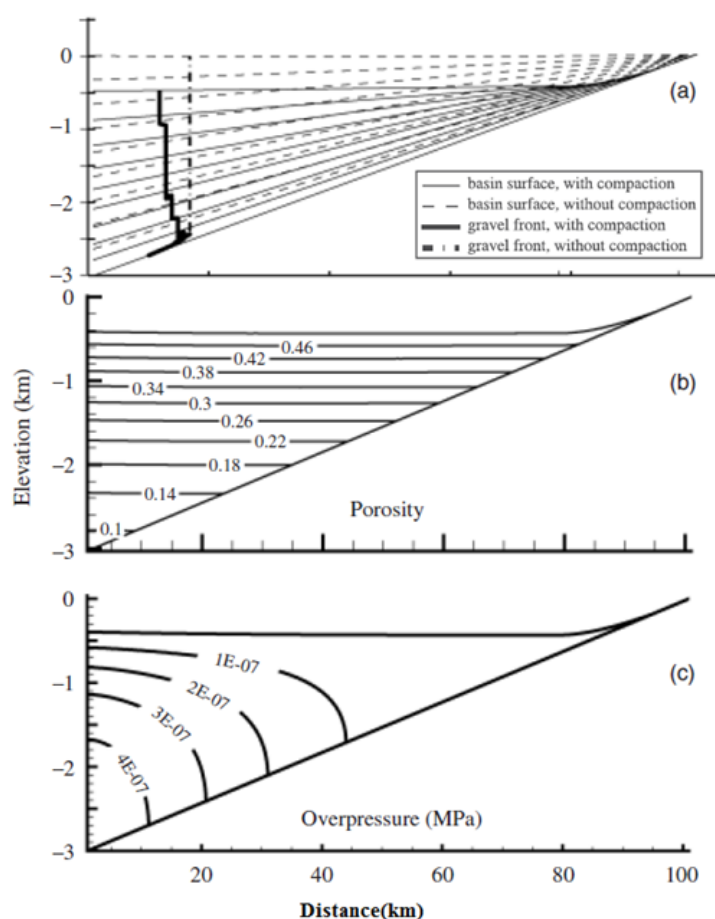 0
(a)
−1
basin surface, with compaction
basin surface, without compaction
−2
gravel front, with compaction
gravel front, without compaction
−3
0
0.46
0.42
0.38
(b)
−1
0.34
0.3
0.26
0.22
−2
0.18
0.14
Porosity
0.1
−3
Elevation (km)
0
1E-07
(c)
−1
2E-07
3E-07
4E-07
−2
Overpressure (MPa)
−3
20
40
60
80
100
Distance(km)